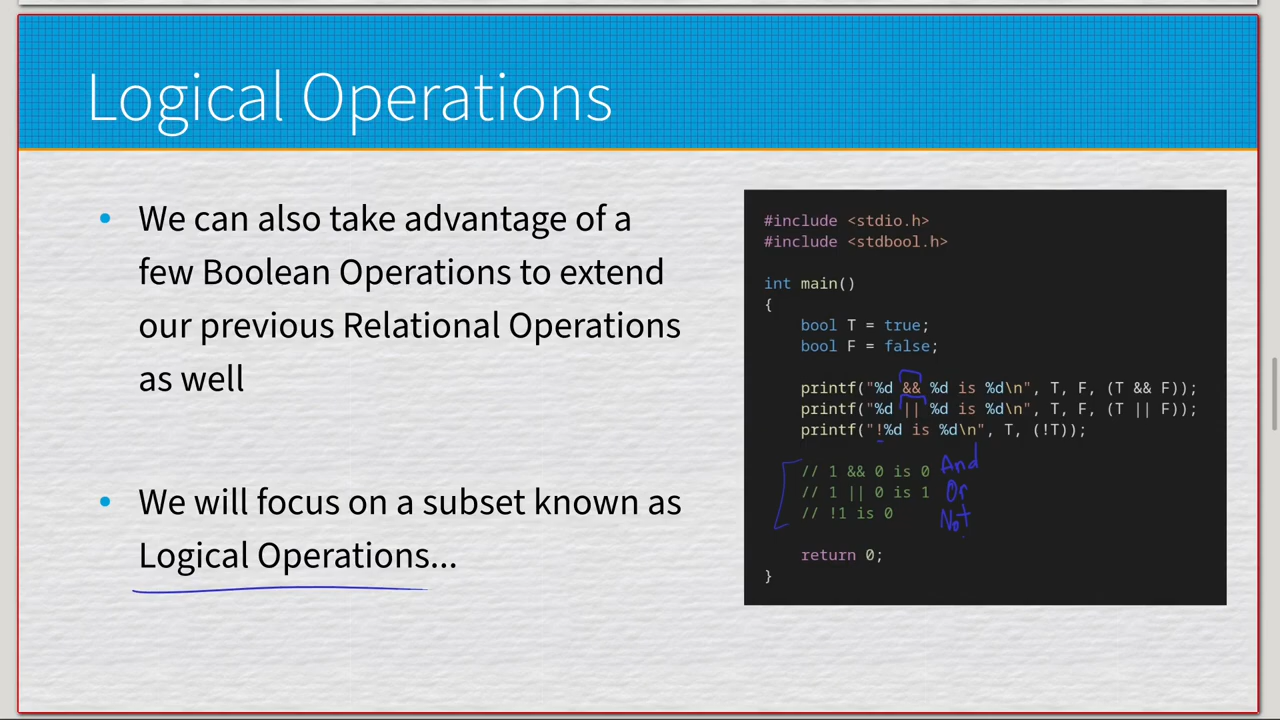 Logical Operations
• We can also take advantage of a
few Boolean Operations to extend
our previous Relational Operations
as well
• We will focus on a subset known as
Logical Operations...
#include <stdio.h>
#include <stdbool.h>
int main()
{
bool T = true;
bool F = false;
printf("%d && %d is %d\n", T, F, (T && F));
printf("%d || %d is %d\n", T, F, (T || F));
printf("!%d is %d\n", T, (!T));
// 1 && 0 is 0 And
// 1 || 0 is 1 Or
// !1 is 0 Not
return 0;
}